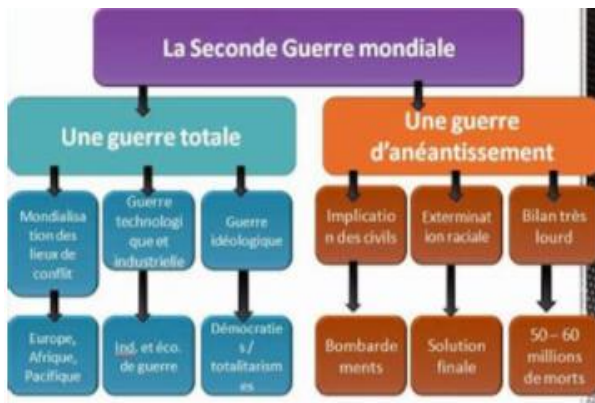 La Seconde Guerre mondiale
Une guerre totale
Une guerre
d'anéantissement
Mondialisa
tion des
lieux de
conflit
Guerre
technologi
que et
industrielle
Guerre
idéologique
Implicatio
n des civils
Exterminat
ion raciale
Bilan très
lourd
Europe,
Afrique,
Pacifique
Ind. et éco.
de guerre
Démocratie
s /
totalitarism
es
Bombarde
ments
Solution
finale
50 – 60
millions
de morts